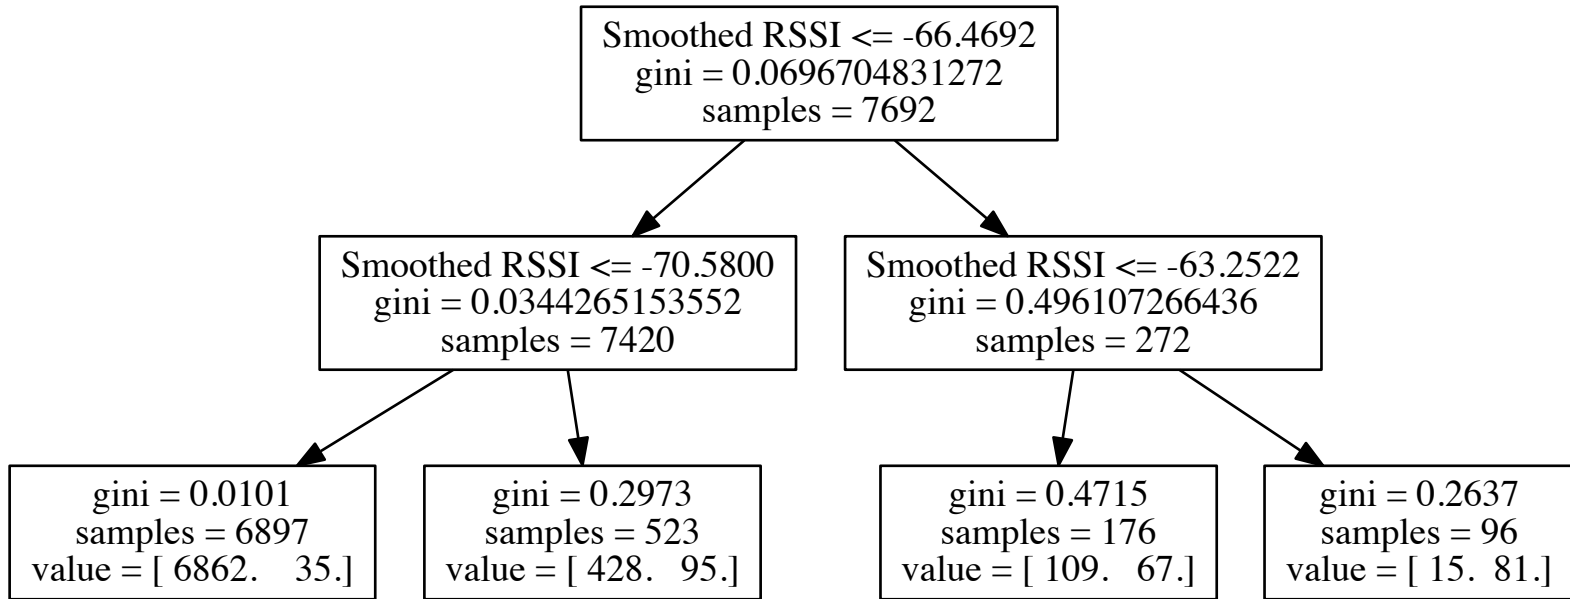 Smoothed RSSI <= -66.4692
gini = 0.0696704831272
samples = 7692
Smoothed RSSI <= -70.5800
gini = 0.0344265153552
samples = 7420
Smoothed RSSI <= -63.2522
gini = 0.496107266436
samples = 272
gini = 0.0101
samples = 6897
value = [ 6862. 35.]
gini = 0.2973
samples = 523
value = [ 428. 95.]
gini = 0.4715
samples = 176
value = [ 109. 67.]
gini = 0.2637
samples = 96
value = [ 15. 81.]